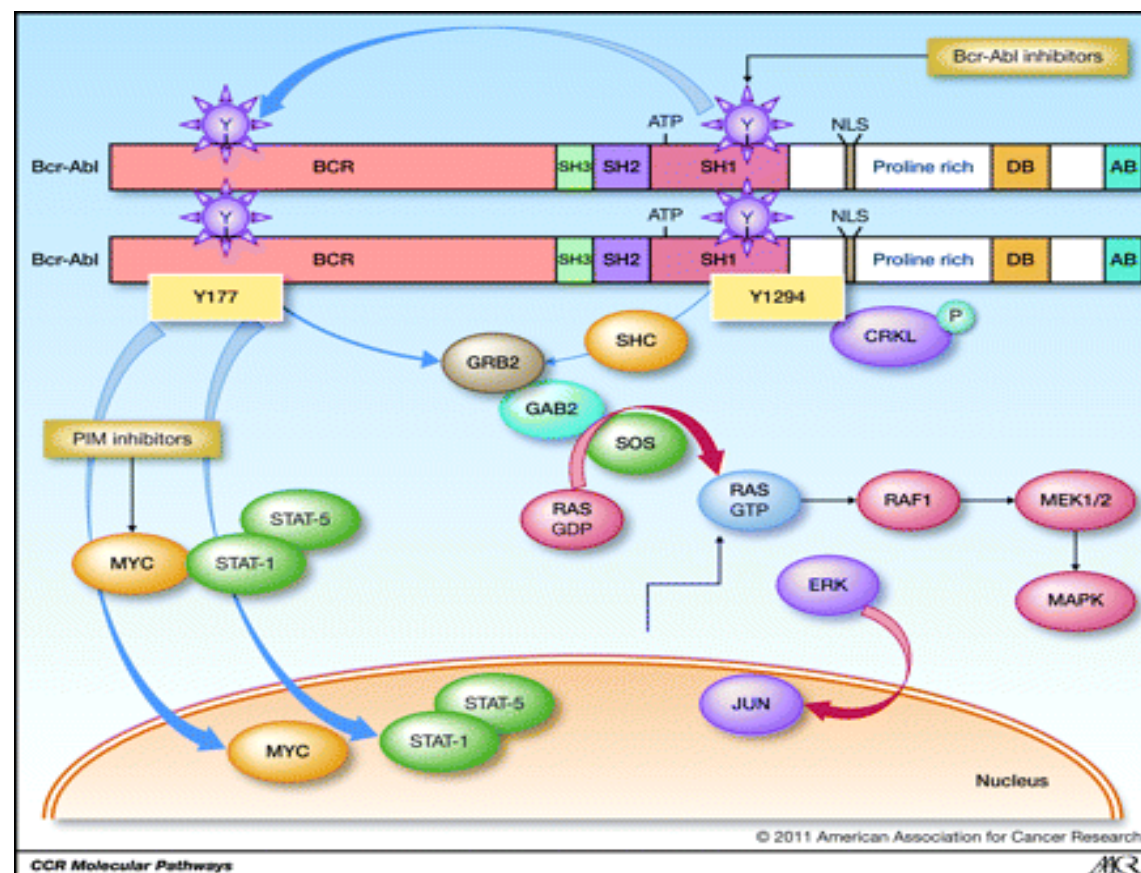 Bcr-Abl inhibitors
Y
Y
ATP
NLS
Bcr-Abl
BCR
SH3
SH2
SH1
Proline rich
DB
AB
Y
Y
ATP
NLS
Bcr-Abl
BCR
SH3
SH2
SH1
Proline rich
DB
AB
Y177
Y1294
P
SHC
CRKL
GRB2
GAB2
PIM inhibitors
SOS
RAS
GDP
RAS
GTP
RAF1
MEK1/2
STAT-5
MYC
STAT-1
ERK
MAPK
STAT-5
JUN
MYC
STAT-1
Nucleus
© 2011 American Association for Cancer Research
CCR Molecular Pathways
AACR